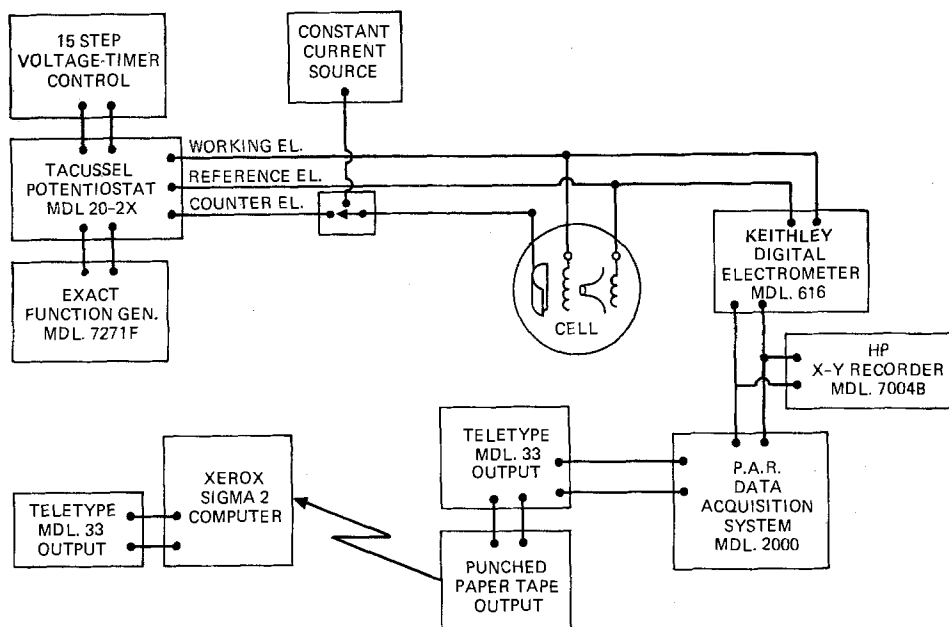 15 STEP
VOLTAGE-TIMER
CONTROL
CONSTANT
CURRENT
SOURCE
TACUSSEL
POTENTIOSTAT
MDL 20-2X
WORKING EL.
REFERENCE EL.
COUNTER EL.
EXACT
FUNCTION GEN.
MDL. 7271F
CELL
KEITHLEY
DIGITAL
ELECTROMETER
MDL. 616
HP
X-Y RECORDER
MDL. 7004B
TELETYPE
MDL. 33
OUTPUT
XEROX
SIGMA 2
COMPUTER
TELETYPE
MDL. 33
OUTPUT
P.A.R.
DATA
ACQUISITION
SYSTEM
MDL. 2000
PUNCHED
PAPER TAPE
OUTPUT